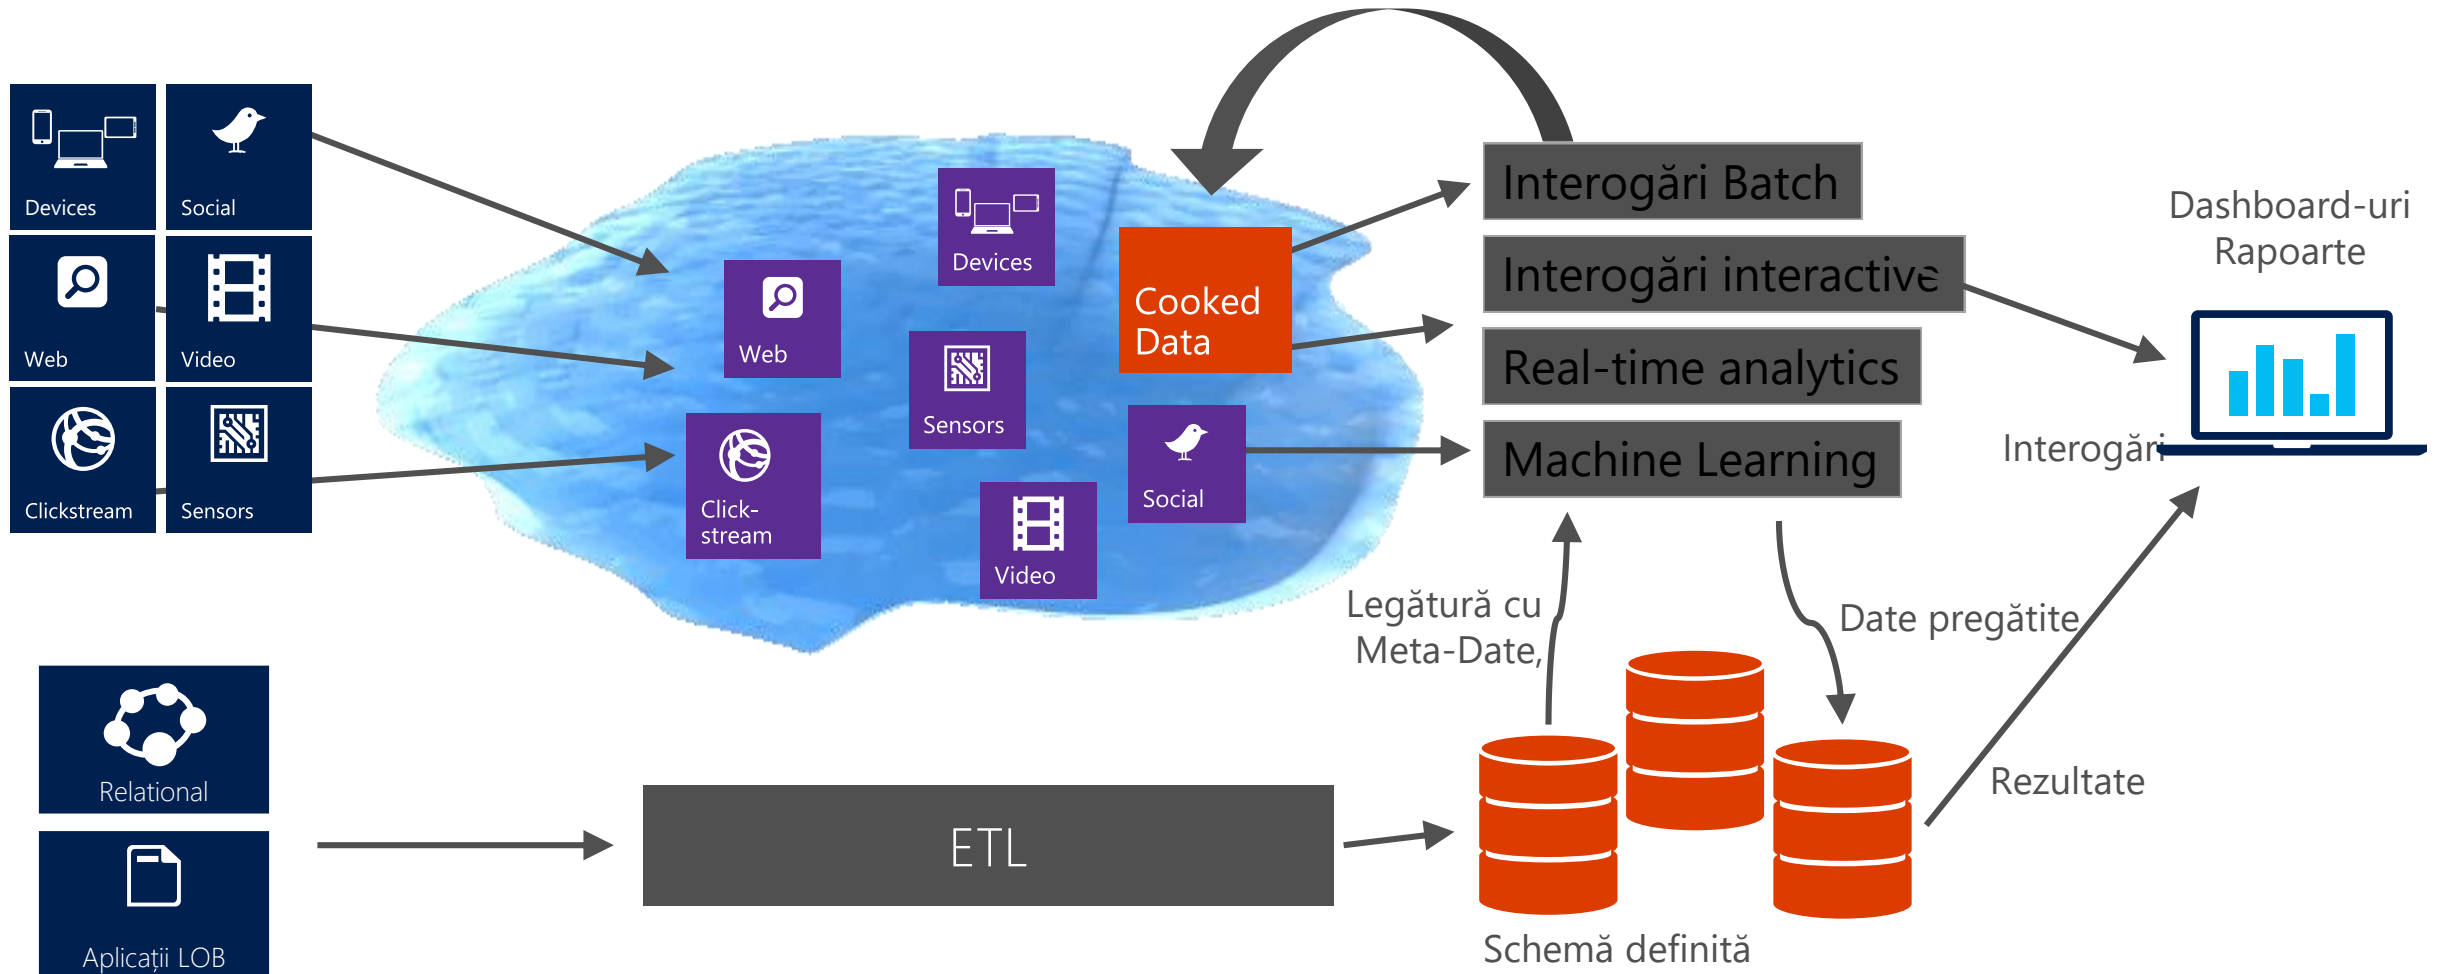 Devices
Social
Web
Video
Clickstream
Sensors
Relational
Aplicații LOB
Devices
Web
Sensors
Click-
stream
Video
Social
Cooked
Data
ETL
Interogări Batch
Interogări interactive
Real-time analytics
Machine Learning
Legătură cu
Meta-Date,
Date pregătite
Schemă definită
Dashboard-uri
Rapoarte
Interogări
Rezultate